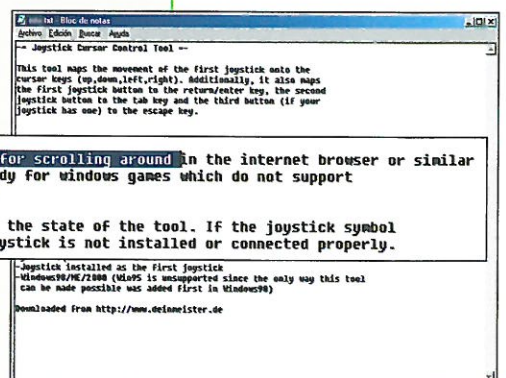 txt - Bloc de notas
Archivo Edición Buscar Ayuda
-- Joystick Cursor Control Tool --
This tool maps the movement of the first joystick onto the
cursor keys (up,down,left,right). Additionally, it also maps
the first joystick button to the return/enter key, the second
joystick button to the tab key and the third button (if your
joystick has one) to the escape key.
for scrolling around in the internet browser or similar
dy for windows games which do not support
the state of the tool. If the joystick symbol
ystick is not installed or connected properly.
-Joystick installed as the first joystick
-Windows98/ME/2000 (Win95 is unsupported since the only way this tool
can be made possible was added first in Windows98)
Downloaded from http://www.deinmeister.de